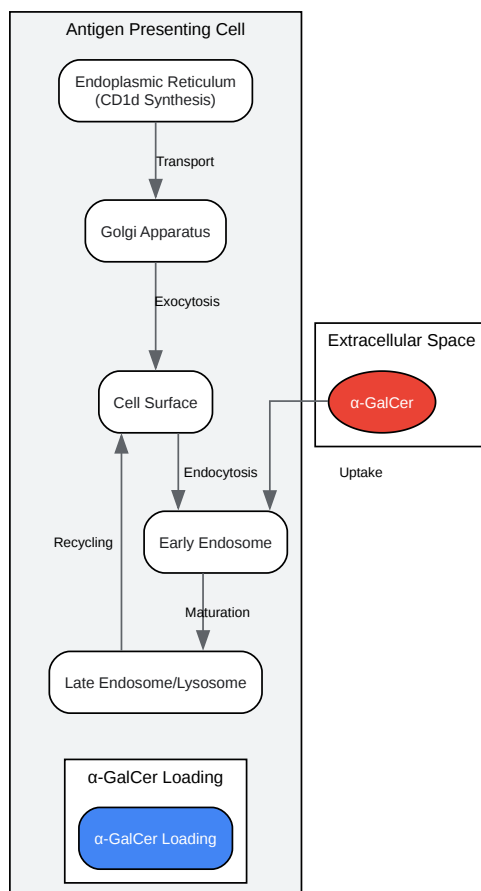 Antigen Presenting Cell
Endoplasmic Reticulum
(CD1d Synthesis)
Transport
Golgi Apparatus
Exocytosis
Extracellular Space
Cell Surface
α-GalCer
Endocytosis
Uptake
Early Endosome
Recycling
Maturation
Late Endosome/Lysosome
α-GalCer Loading
α-GalCer Loading